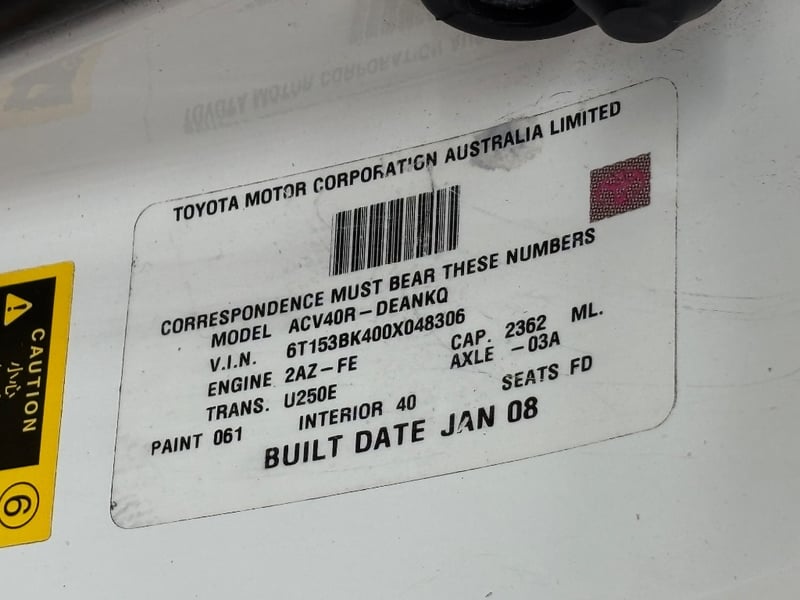 TOYOTA MOTOR CORPORATION AUSTRALIA LIMITED
CORRESPONDENCE MUST BEAR THESE NUMBERS
MODEL ACV40R-DEANKQ
V.I.N. 6T153BK400X048306
ENGINE 2AZ-FE CAP. 2362 ML.
TRANS. U250E AXLE -03A
PAINT 061 INTERIOR 40 SEATS FD
BUILT DATE JAN 08
CAUTION
6